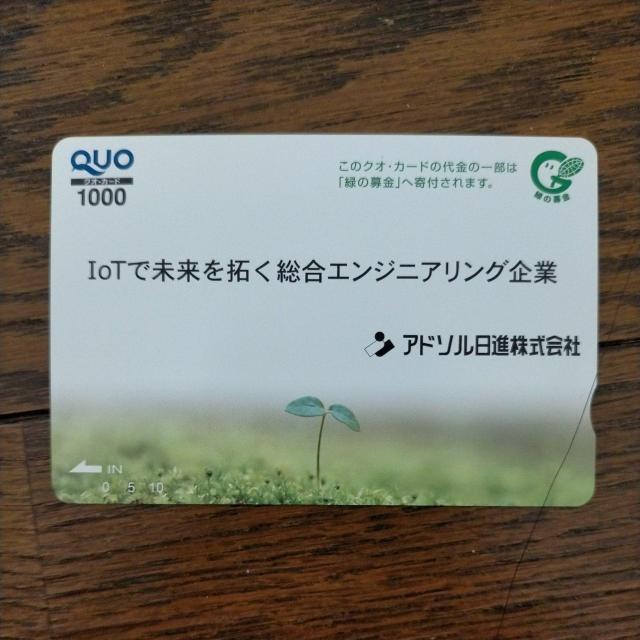 QUO
クオ・カード
1000
このクオ・カードの代金の一部は
「緑の募金」へ寄付されます。
緑の募金
IoTで未来を拓く総合エンジニアリング企業
アドソル日進株式会社
IN
0 5 10